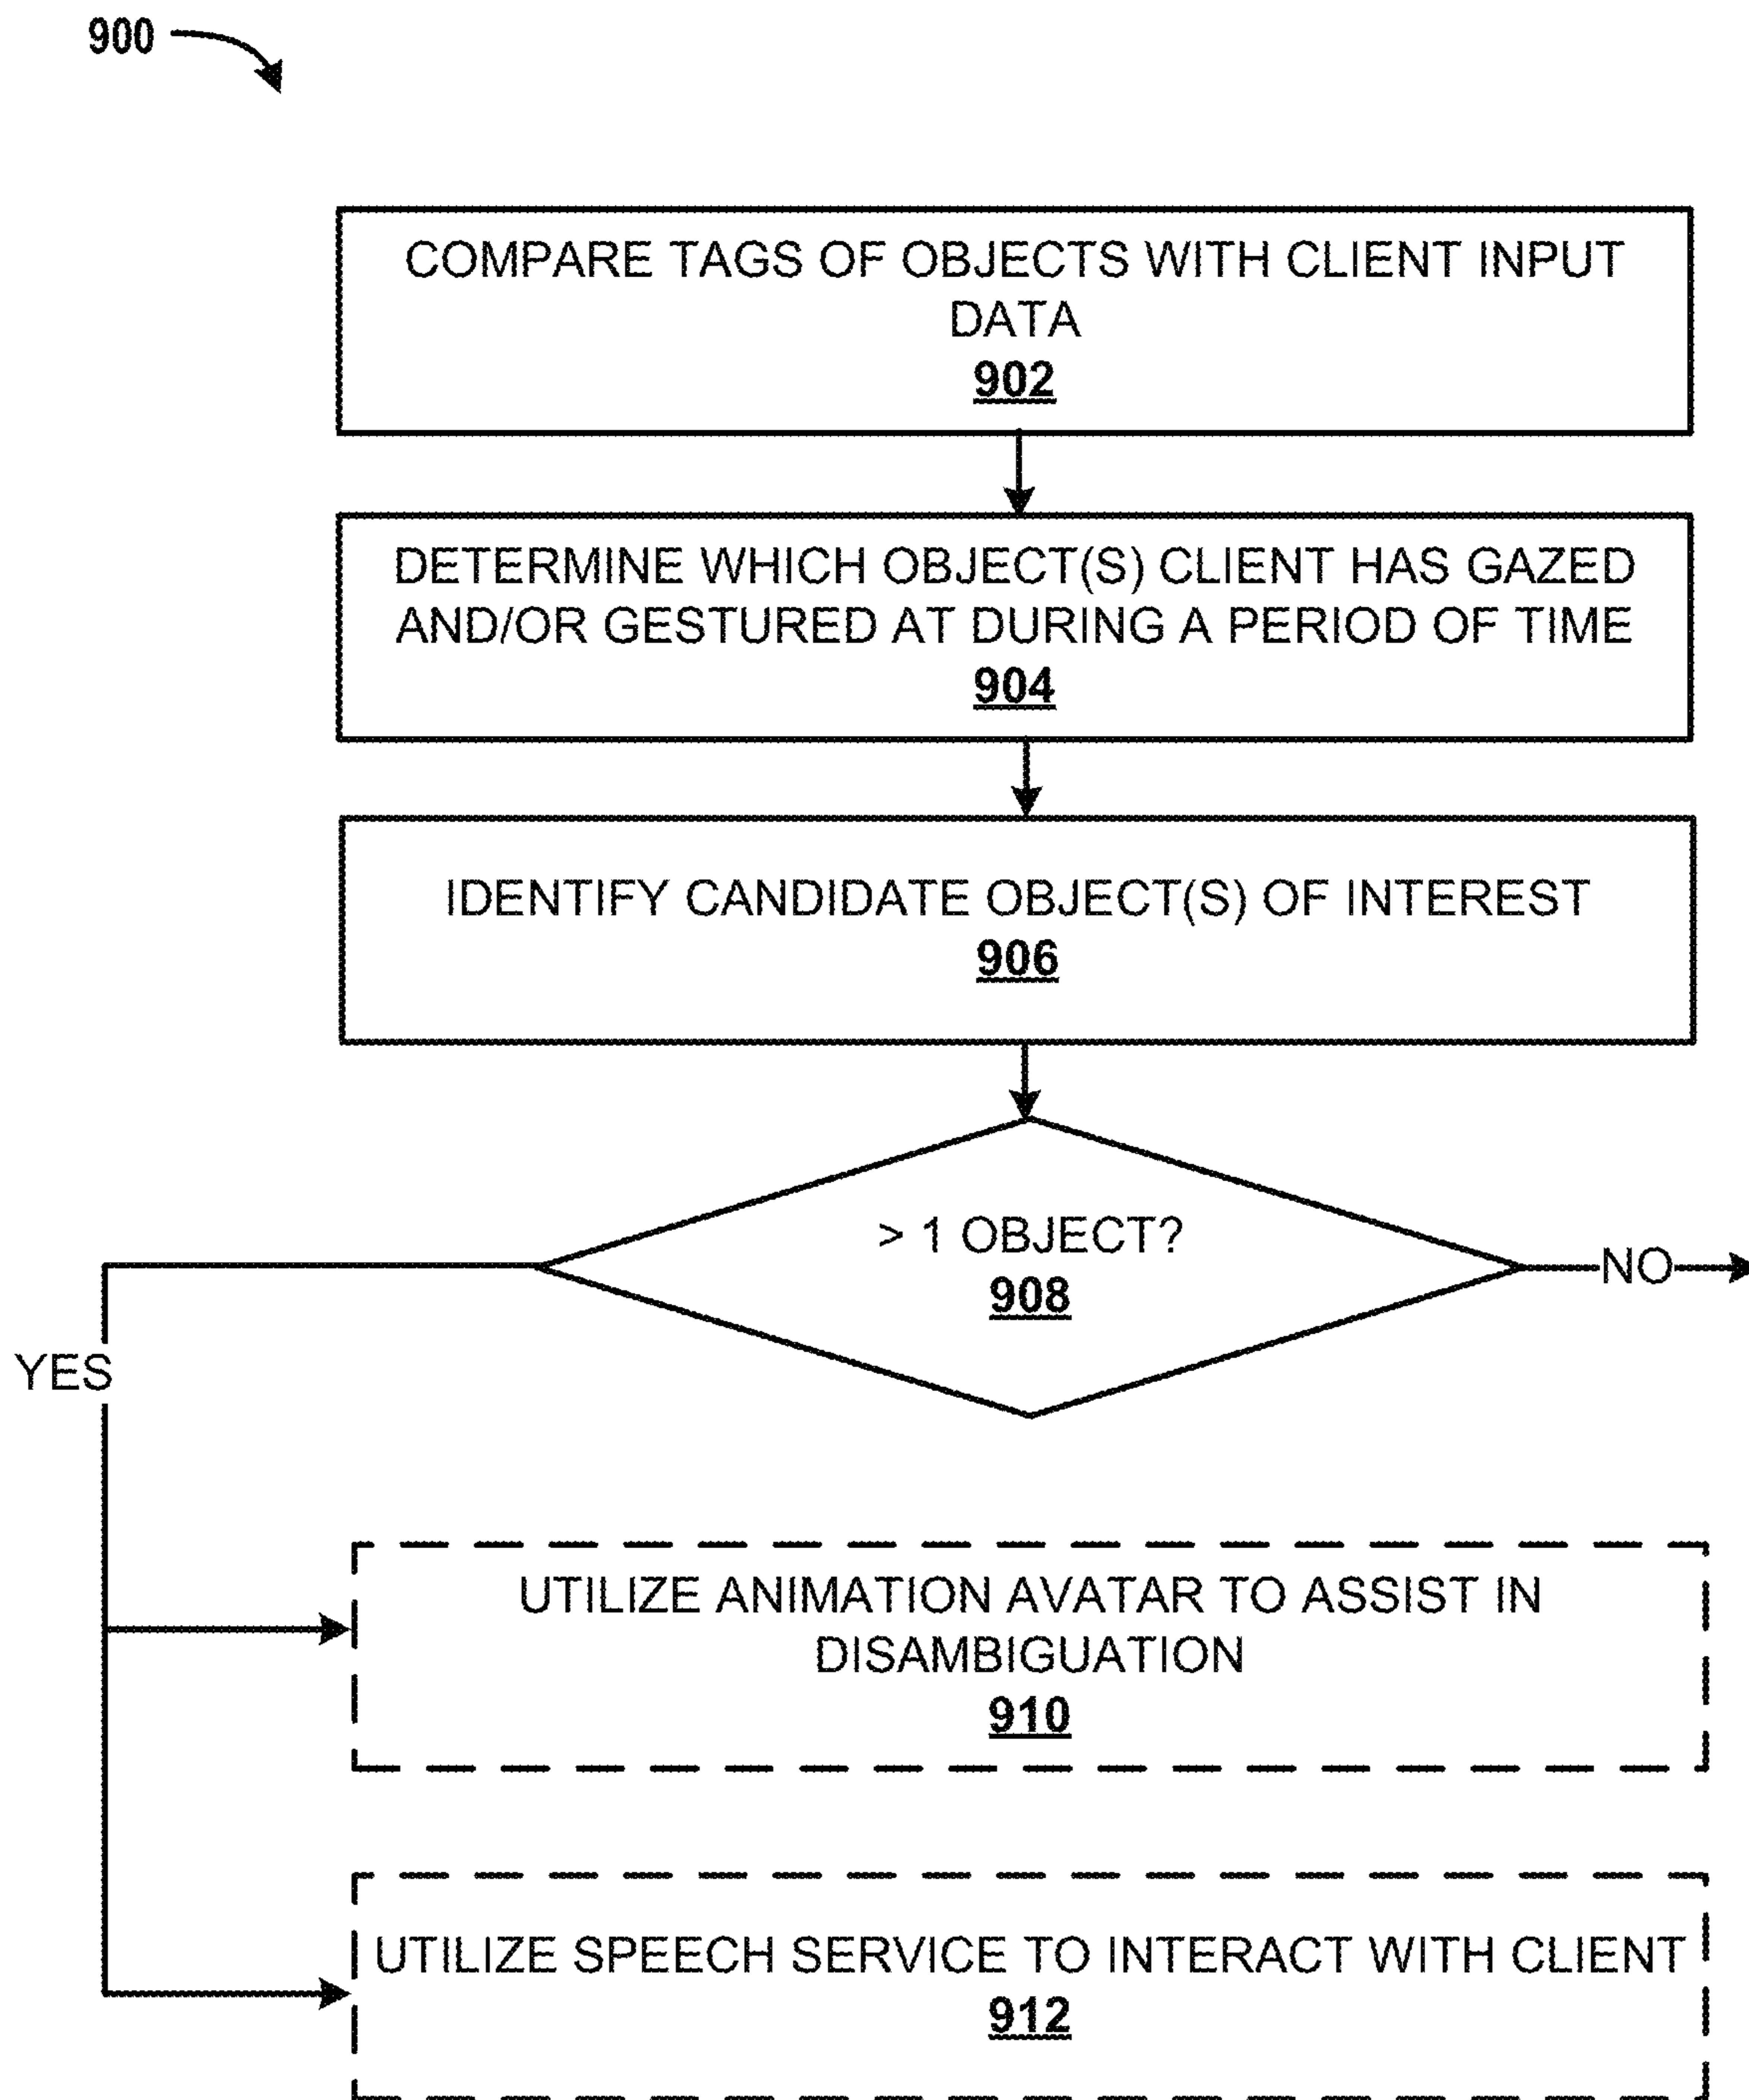 900
COMPARE TAGS OF OBJECTS WITH CLIENT INPUT
DATA
902
DETERMINE WHICH OBJECT(S) CLIENT HAS GAZED
AND/OR GESTURED AT DURING A PERIOD OF TIME
904
IDENTIFY CANDIDATE OBJECT(S) OF INTEREST
906
> 1 OBJECT?
908
NO
YES
UTILIZE ANIMATION AVATAR TO ASSIST IN
DISAMBIGUATION
910
UTILIZE SPEECH SERVICE TO INTERACT WITH CLIENT
912